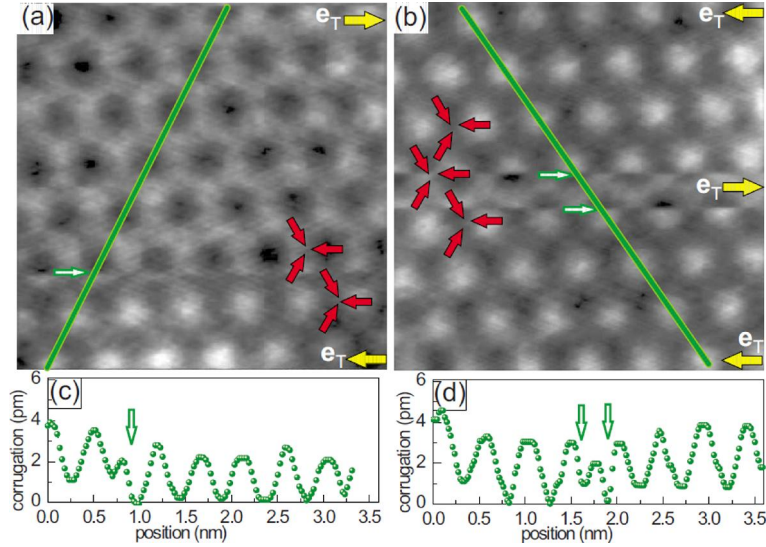 (a)
e_T
e_T
(b)
e_T
e_T
e_T
(c)
corrugation (pm)
6
4
2
0
0.0 0.5 1.0 1.5 2.0 2.5 3.0 3.5
position (nm)
(d)
corrugation (pm)
6
4
2
0
0.0 0.5 1.0 1.5 2.0 2.5 3.0 3.5
position (nm)